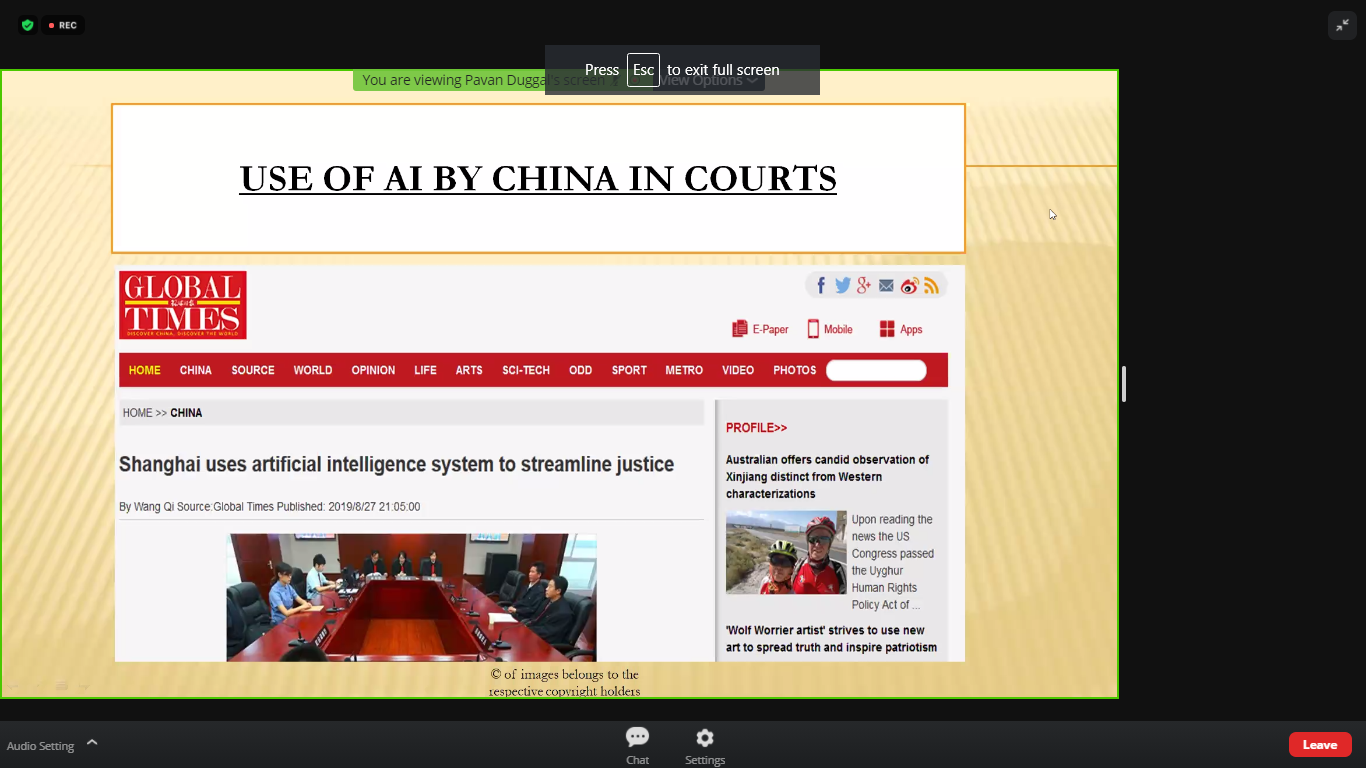 REC
Press Esc to exit full screen
You are viewing Pavan Duggal's screen View Options
USE OF AI BY CHINA IN COURTS
GLOBAL
TIMES
DISCOVER CHINA, DISCOVER THE WORLD
E-Paper Mobile Apps
HOME CHINA SOURCE WORLD OPINION LIFE ARTS SCI-TECH ODD SPORT METRO VIDEO PHOTOS
HOME >> CHINA
Shanghai uses artificial intelligence system to streamline justice
By Wang Qi Source:Global Times Published: 2019/8/27 21:05:00
PROFILE>>
Australian offers candid observation of
Xinjiang distinct from Western
characterizations
Upon reading the
news the US
Congress passed
the Uyghur
Human Rights
Policy Act of ...
'Wolf Worrier artist' strives to use new
art to spread truth and inspire patriotism
© of images belongs to the
respective copyright holders
Audio Setting
Chat
Settings
Leave